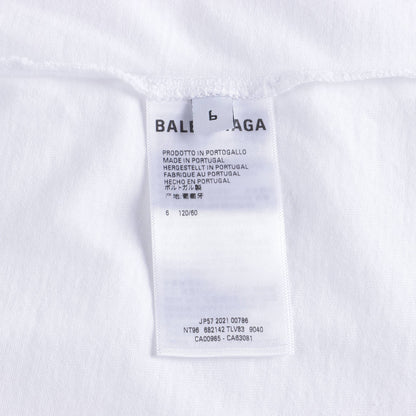 6
BALENCIAGA
PRODOTTO IN PORTOGALLO
MADE IN PORTUGAL
HERGESTELLT IN PORTUGAL
FABRIQUE AU PORTUGAL
HECHO EN PORTUGAL
ポルトガル製
产地:葡萄牙
6 120/60
JP57 2021 00786
NT96 682142 TLVB3 9040
CA00985 - CA63081